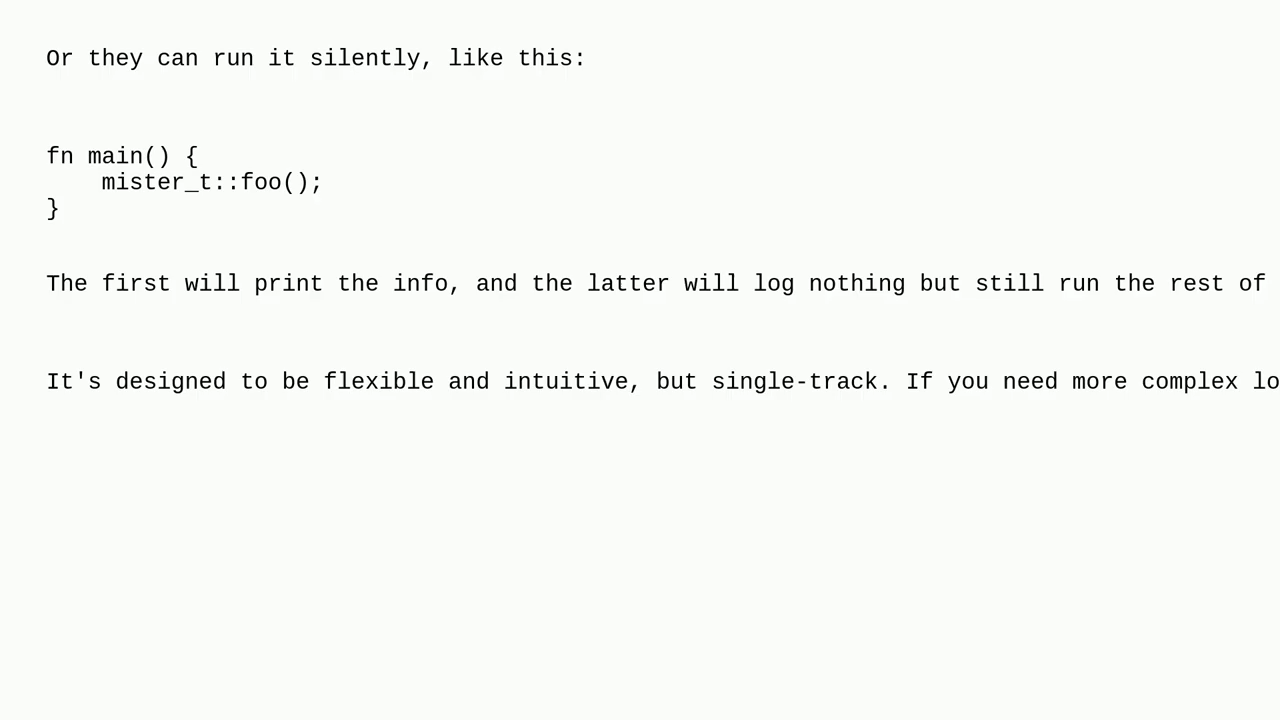 Or they can run it silently, like this:
fn main() {
    mister_t::foo();
}
The first will print the info, and the latter will log nothing but still run the rest of
It's designed to be flexible and intuitive, but single-track. If you need more complex lo